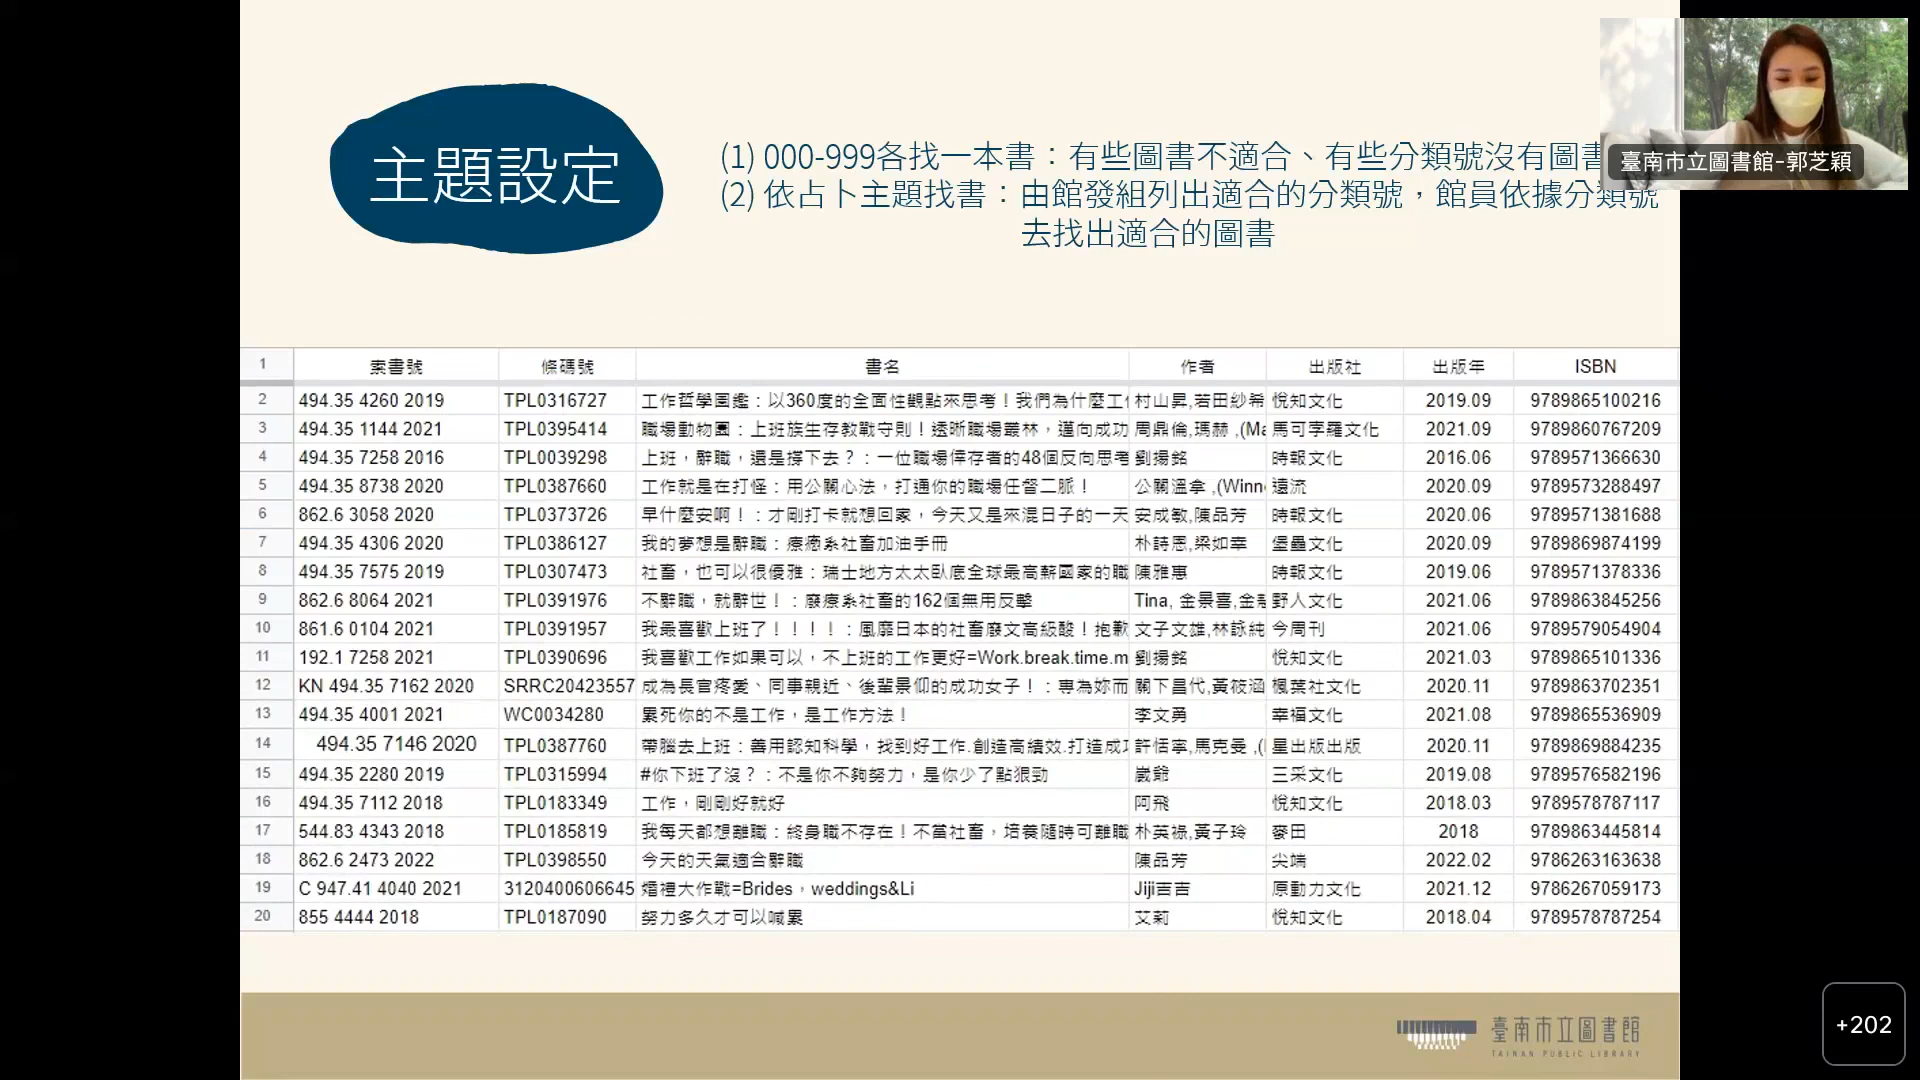 主題設定
(1) 000-999各找一本書：有些圖書不適合、有些分類號沒有圖書
(2) 依占卜主題找書：由館發組列出適合的分類號，館員依據分類號
去找出適合的圖書
臺南市立圖書館-郭芝穎
1 索書號 條碼號 書名 作者 出版社 出版年 ISBN
2 494.35 4260 2019 TPL0316727 工作哲學圖鑑：以360度的全面性觀點來思考！我們為什麼工作 村山昇,若田紗希 悅知文化 2019.09 9789865100216
3 494.35 1144 2021 TPL0395414 職場動物園：上班族生存教戰守則！透晰職場叢林，邁向成功 周鼎倫,瑪赫 ,(Ma 馬可孛羅文化 2021.09 9789860767209
4 494.35 7258 2016 TPL0039298 上班，辭職，還是撐下去？：一位職場倖存者的48個反向思考 劉揚銘 時報文化 2016.06 9789571366630
5 494.35 8738 2020 TPL0387660 工作就是在打怪：用公關心法，打通你的職場任督二脈！ 公關溫拿 ,(Winne 遠流 2020.09 9789573288497
6 862.6 3058 2020 TPL0373726 早什麼安啊！：才剛打卡就想回家，今天又是來混日子的一天 安成敏,陳品芳 時報文化 2020.06 9789571381688
7 494.35 4306 2020 TPL0386127 我的夢想是辭職：療癒系社畜加油手冊 朴詩恩,梁如幸 堡壘文化 2020.09 9789869874199
8 494.35 7575 2019 TPL0307473 社畜，也可以很優雅：瑞士地方太太臥底全球最高薪國家的職 陳雅惠 時報文化 2019.06 9789571378336
9 862.6 8064 2021 TPL0391976 不辭職，就辭世！：廢療系社畜的162個無用反擊 Tina, 金景喜,金 野人文化 2021.06 9789863845256
10 861.6 0104 2021 TPL0391957 我最喜歡上班了！！！！：風靡日本的社畜廢文高級酸！抱歉 文子文雄,林詠純 今周刊 2021.06 9789579054904
11 192.1 7258 2021 TPL0390696 我喜歡工作如果可以，不上班的工作更好=Work.break.time.m 劉揚銘 悅知文化 2021.03 9789865101336
12 KN 494.35 7162 2020 SRRC20423557 成為長官疼愛、同事親近、後輩景仰的成功女子！：專為妳而 關下昌代,黃筱涵 楓葉社文化 2020.11 9789863702351
13 494.35 4001 2021 WC0034280 累死你的不是工作，是工作方法！ 李文勇 幸福文化 2021.08 9789865536909
14 494.35 7146 2020 TPL0387760 帶腦去上班：善用認知科學，找到好工作.創造高績效.打造成功 許恬寧,馬克曼 ,( 星出版出版 2020.11 9789869884235
15 494.35 2280 2019 TPL0315994 #你下班了沒？：不是你不夠努力，是你少了點狠勁 崴爺 三采文化 2019.08 9789576582196
16 494.35 7112 2018 TPL0183349 工作，剛剛好就好 阿飛 悅知文化 2018.03 9789578787117
17 544.83 4343 2018 TPL0185819 我每天都想離職：終身職不存在！不當社畜，培養隨時可離職 朴英祿,黃子玲 麥田 2018 9789863445814
18 862.6 2473 2022 TPL0398550 今天的天氣適合辭職 陳品芳 尖端 2022.02 9786263163638
19 C 947.41 4040 2021 3120400606645 婚禮大作戰=Brides，weddings&Li Jiji吉吉 原動力文化 2021.12 9786267059173
20 855 4444 2018 TPL0187090 努力多久才可以喊累 艾莉 悅知文化 2018.04 9789578787254
臺南市立圖書館
TAINAN PUBLIC LIBRARY
+202